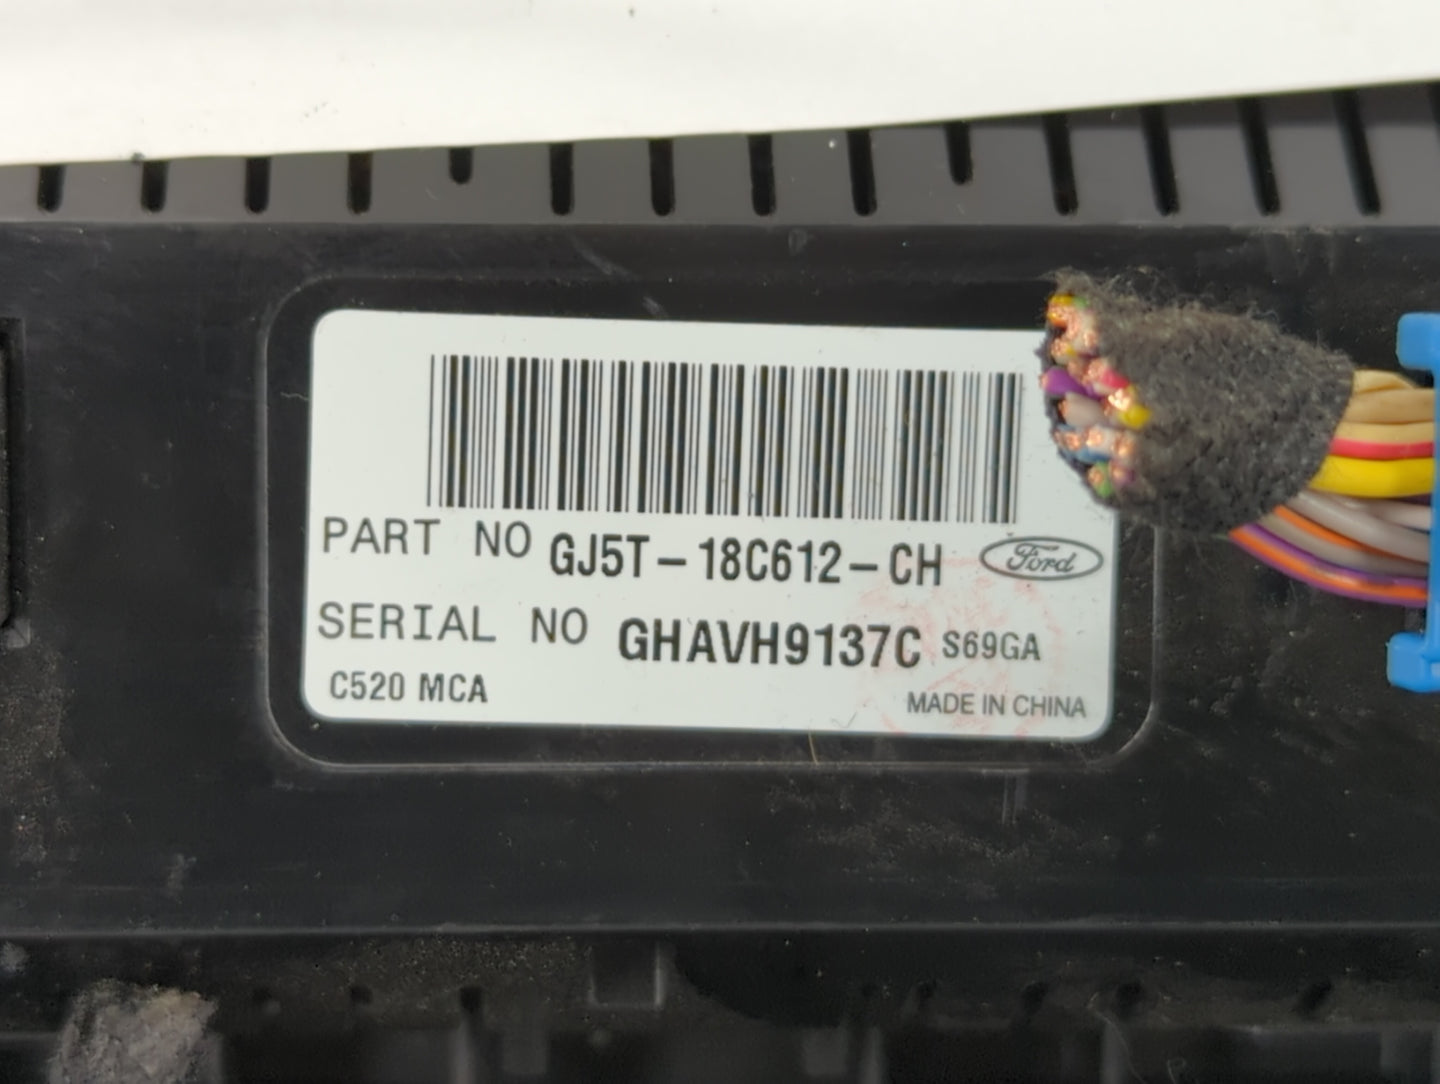 PART NO GJ5T-18C612-CH Ford
SERIAL NO GHAVH9137C S69GA
C520 MCA
MADE IN CHINA